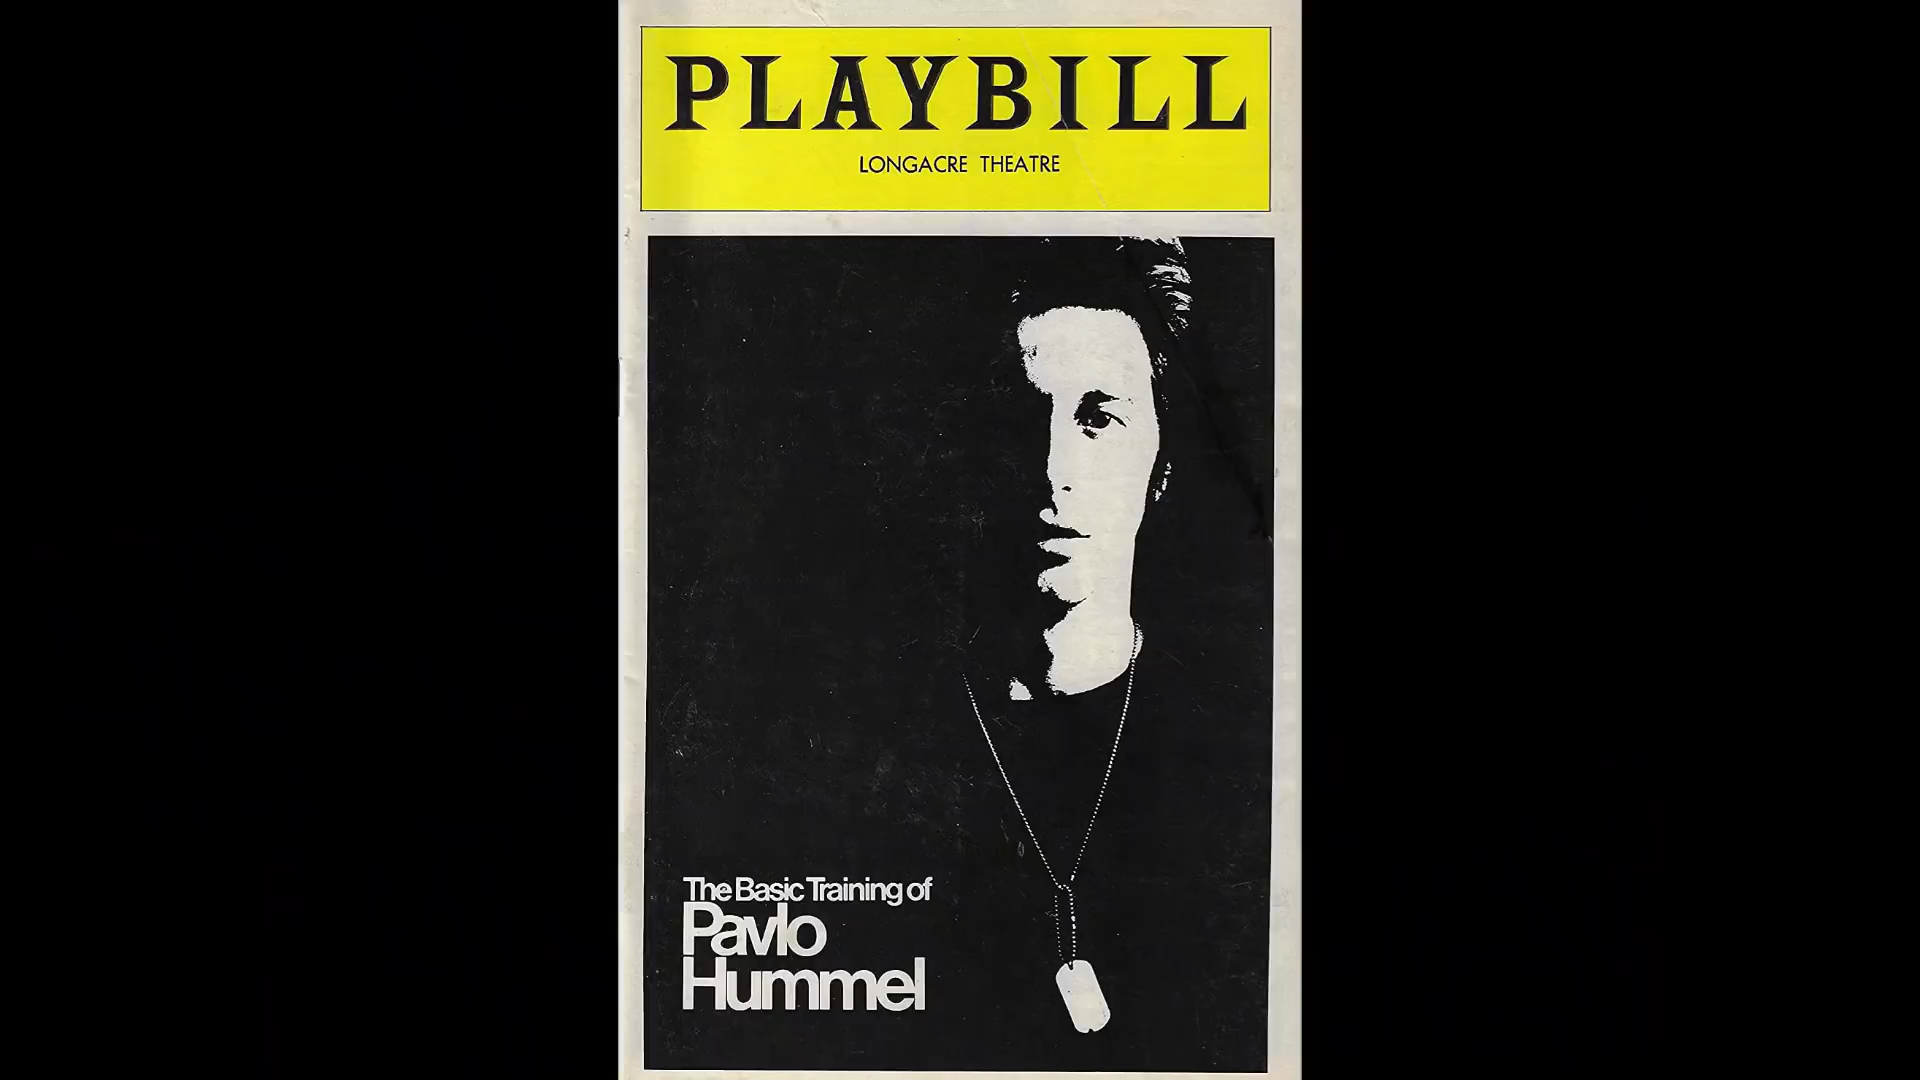 PLAYBILL
LONGACRE THEATRE
The Basic Training of
Pavlo
Hummel